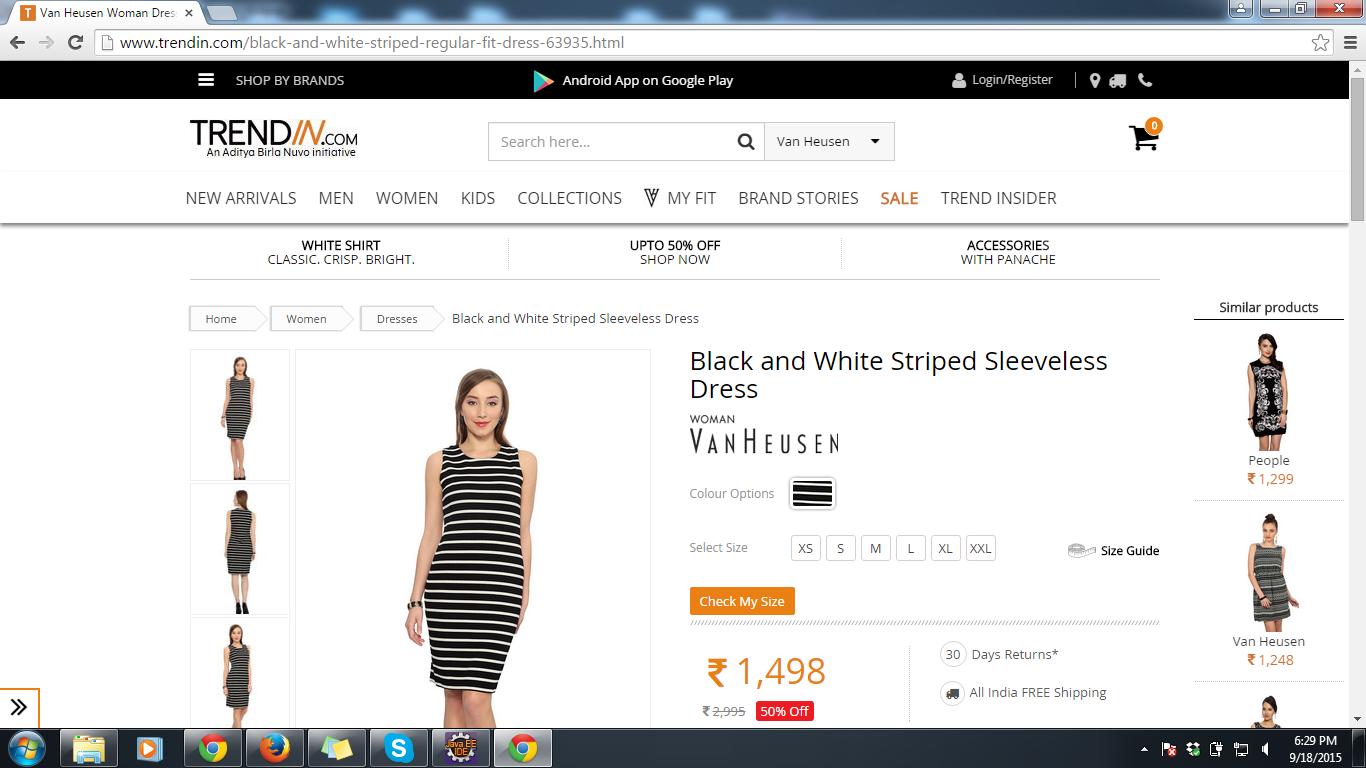 Van Heusen Woman Dres
www.trendin.com/black-and-white-striped-regular-fit-dress-63935.html
SHOP BY BRANDS
Android App on Google Play
Login/Register
TRENDIN.COM
An Aditya Birla Nuvo initiative
Search here...
Van Heusen
0
NEW ARRIVALS MEN WOMEN KIDS COLLECTIONS MY FIT BRAND STORIES SALE TREND INSIDER
WHITE SHIRT
CLASSIC. CRISP. BRIGHT.
UPTO 50% OFF
SHOP NOW
ACCESSORIES
WITH PANACHE
Home Women Dresses Black and White Striped Sleeveless Dress
Black and White Striped Sleeveless
Dress
WOMAN
VANHEUSEN
Colour Options
Select Size XS S M L XL XXL
Size Guide
Check My Size
₹ 1,498
₹ 2,995 50% Off
30 Days Returns*
All India FREE Shipping
Similar products
People
₹ 1,299
Van Heusen
₹ 1,248
Java EE
IDE
6:29 PM
9/18/2015